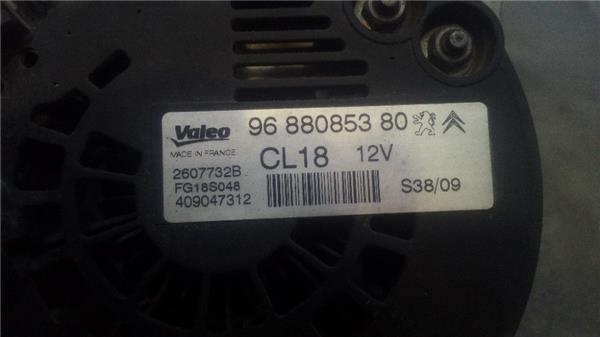 Valeo 96 880853 80
MADE IN FRANCE CL18 12V
2607732B
FG18S048 S38/09
409047312